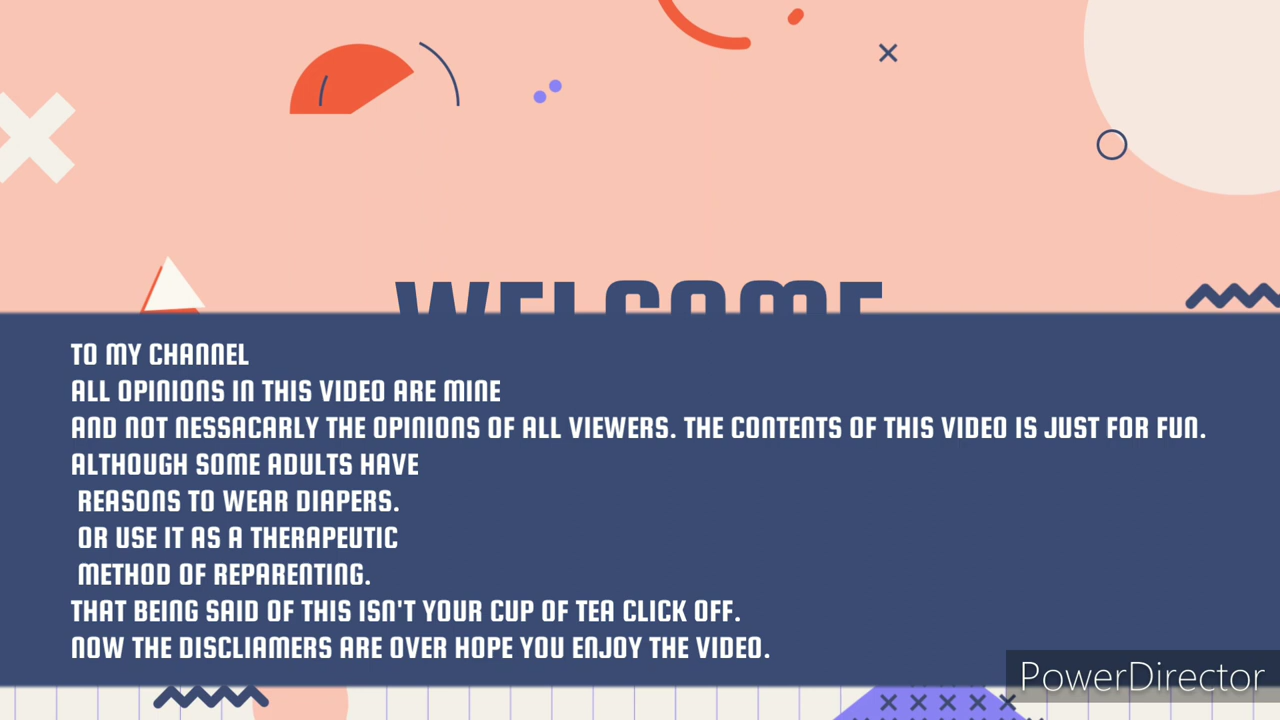 WELCOME
TO MY CHANNEL
ALL OPINIONS IN THIS VIDEO ARE MINE
AND NOT NESSACARLY THE OPINIONS OF ALL VIEWERS. THE CONTENTS OF THIS VIDEO IS JUST FOR FUN.
ALTHOUGH SOME ADULTS HAVE
REASONS TO WEAR DIAPERS.
OR USE IT AS A THERAPEUTIC
METHOD OF REPARENTING.
THAT BEING SAID OF THIS ISN'T YOUR CUP OF TEA CLICK OFF.
NOW THE DISCLIAMERS ARE OVER HOPE YOU ENJOY THE VIDEO.
PowerDirector